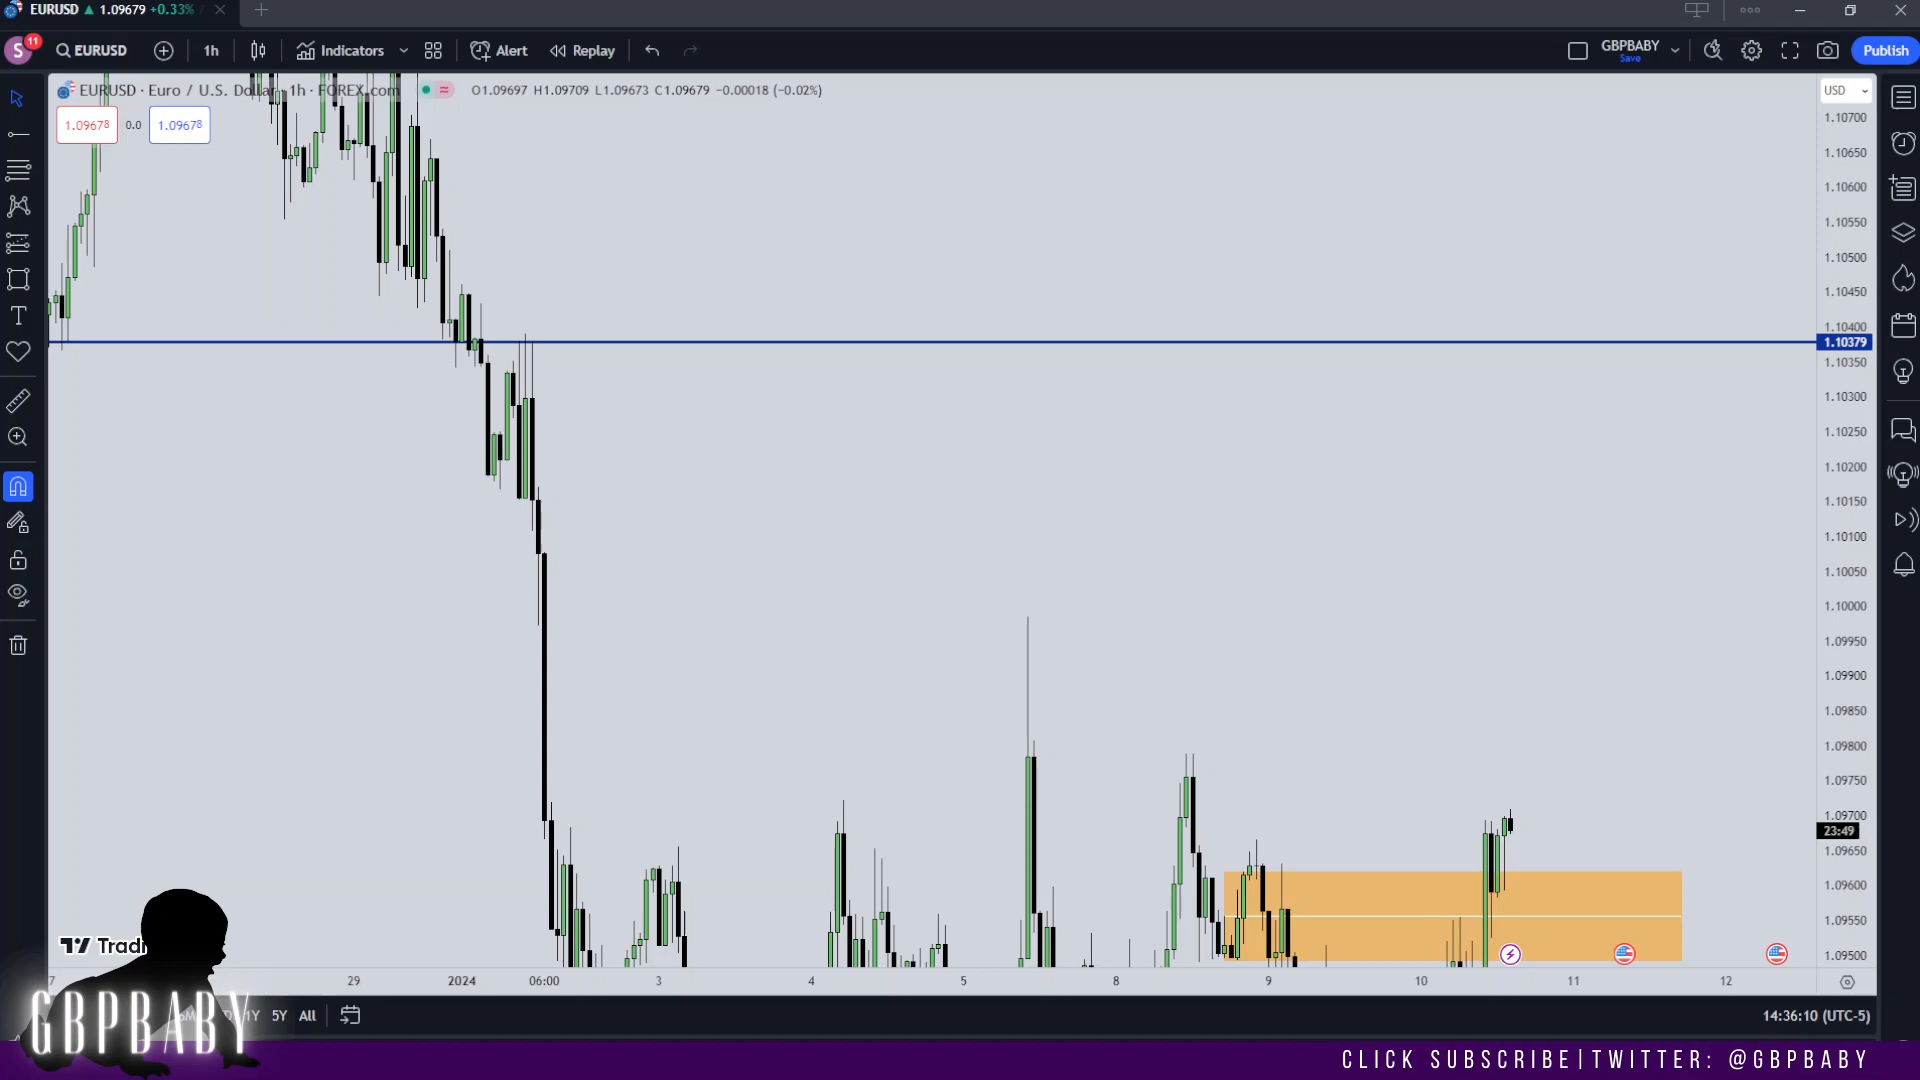 EURUSD ▲ 1.09679 +0.33% /
S 11 EURUSD 1h Indicators Alert Replay GBPBABY Save Publish
EURUSD · Euro / U.S. Dollar · 1h · FOREX.com O1.09697 H1.09709 L1.09673 C1.09679 −0.00018 (−0.02%)
USD
1.09678 0.0 1.09678
1.10700
1.10650
1.10600
1.10550
1.10500
1.10450
1.10400
1.10379
1.10350
1.10300
1.10250
1.10200
1.10150
1.10100
1.10050
1.10000
1.09950
1.09900
1.09850
1.09800
1.09750
1.09700
23:49
1.09650
1.09600
1.09550
1.09500
Tradi
7 29 2024 06:00 3 4 5 8 9 10 11 12
1Y 5Y All
14:36:10 (UTC-5)
GBPBABY
CLICK SUBSCRIBE|TWITTER: @GBPBABY